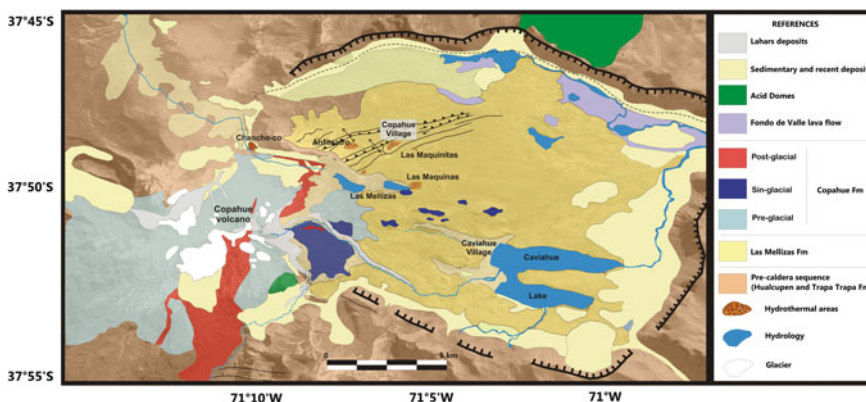 37°45'S
37°50'S
37°55'S
71°10'W
71°5'W
71°W
Chancho-co
Anfiteatro
Copahue
Village
Las Maquinitas
Las Maquinas
Las Mellizas
Copahue
volcano
Caviahue
Village
Caviahue
Lake
0
5 km
REFERENCES
Lahars deposits
Sedimentary and recent deposit
Acid Domes
Fondo de Valle lava flow
Post-glacial
Sin-glacial
Copahue Fm
Pre-glacial
Las Mellizas Fm
Pre-caldera sequence
(Hualcupen and Trapa Trapa Fm
Hydrothermal areas
Hydrology
Glacier